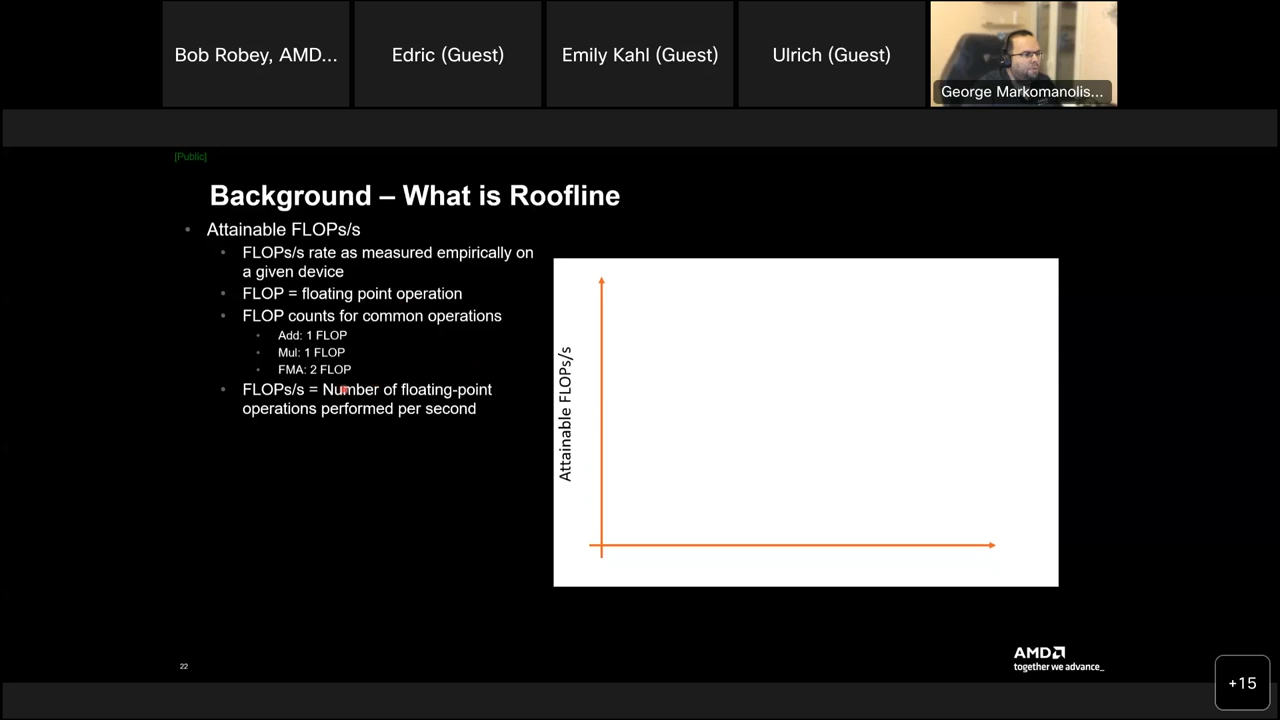 Bob Robey, AMD...
Edric (Guest)
Emily Kahl (Guest)
Ulrich (Guest)
George Markomanolis...
[Public]
Background – What is Roofline
• Attainable FLOPs/s
• FLOPs/s rate as measured empirically on
a given device
• FLOP = floating point operation
• FLOP counts for common operations
• Add: 1 FLOP
• Mul: 1 FLOP
• FMA: 2 FLOP
• FLOPs/s = Number of floating-point
operations performed per second
Attainable FLOPs/s
22
AMD
together we advance_
+15